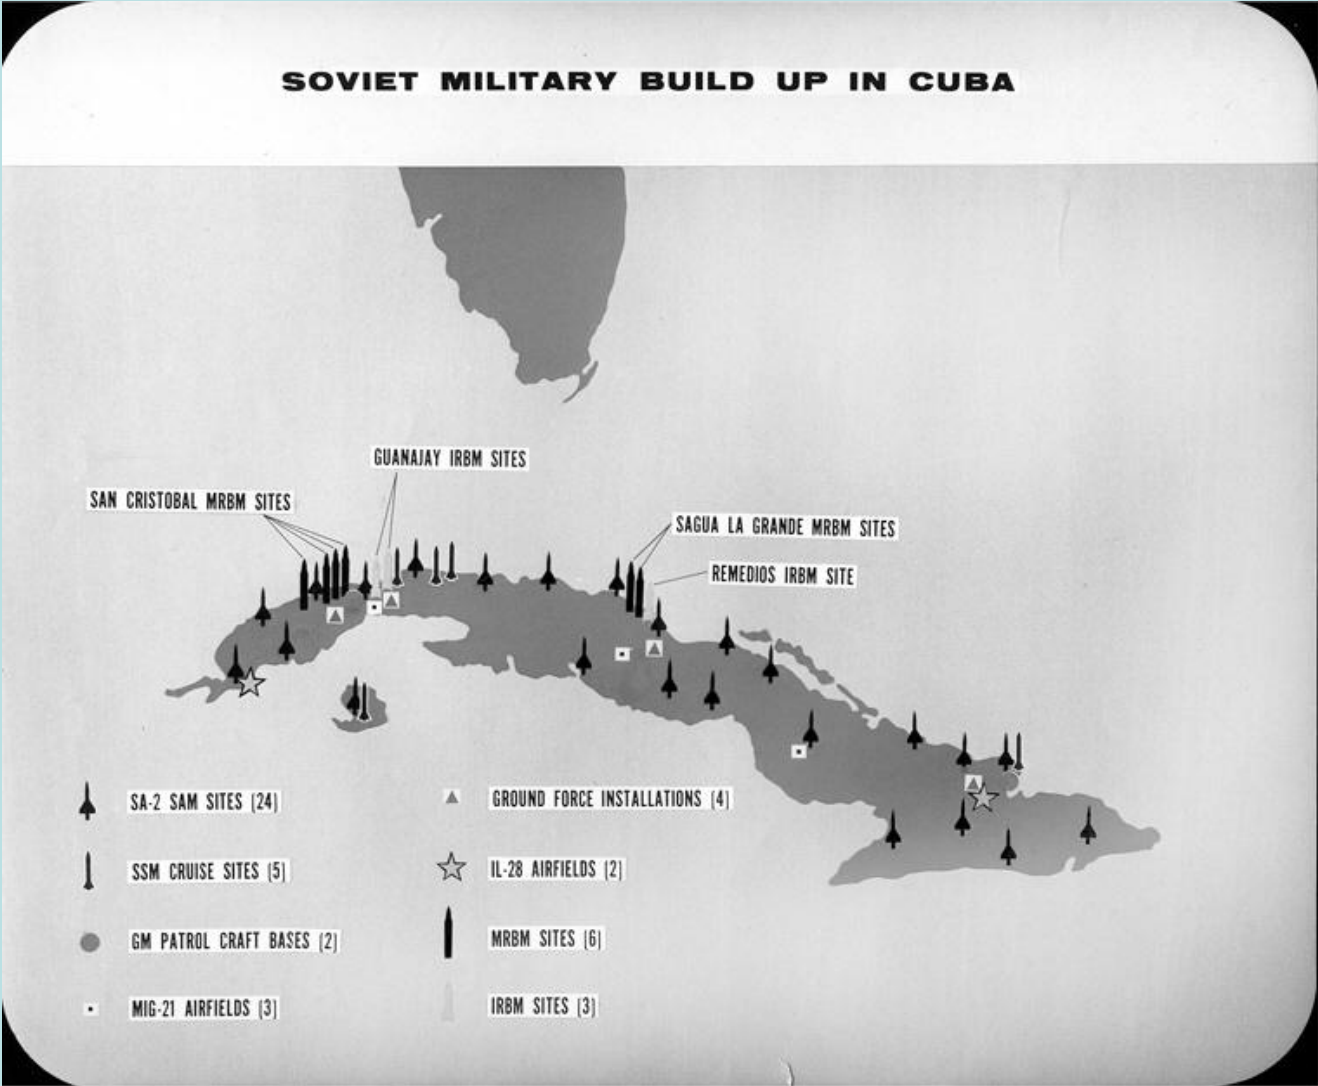 SOVIET MILITARY BUILD UP IN CUBA
GUANAJAY IRBM SITES
SAN CRISTOBAL MRBM SITES
SAGUA LA GRANDE MRBM SITES
REMEDIOS IRBM SITE
SA-2 SAM SITES (24)
GROUND FORCE INSTALLATIONS (4)
SSM CRUISE SITES (5)
IL-28 AIRFIELDS (2)
GM PATROL CRAFT BASES (2)
MRBM SITES (6)
MIG-21 AIRFIELDS (3)
IRBM SITES (3)